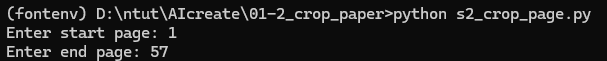 (fontenv) D:\ntut\AIcreate\01-2_crop_paper>python s2_crop_page.py
Enter start page: 1
Enter end page: 57